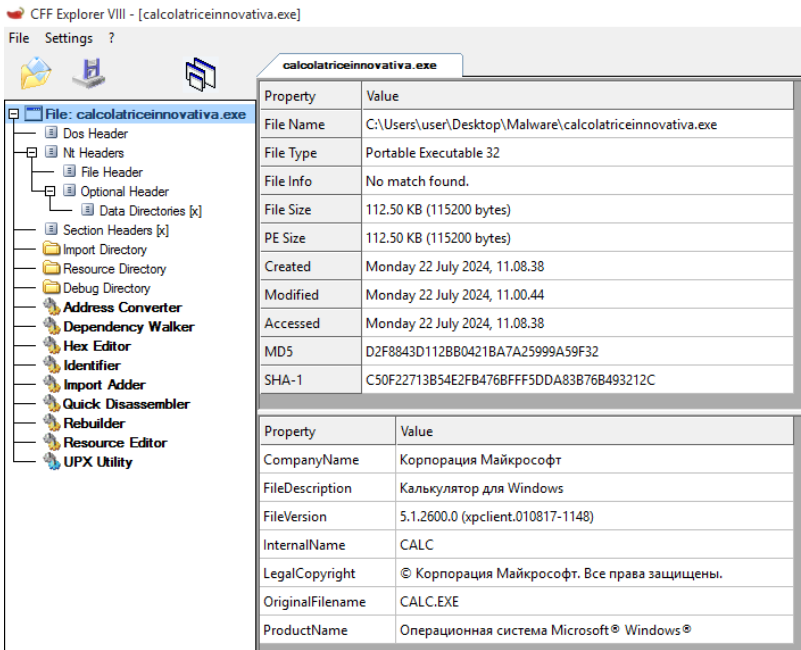 CFF Explorer VIII - [calcolatriceinnovativa.exe]
File Settings ?
File: calcolatriceinnovativa.exe
Dos Header
Nt Headers
File Header
Optional Header
Data Directories [x]
Section Headers [x]
Import Directory
Resource Directory
Debug Directory
Address Converter
Dependency Walker
Hex Editor
Identifier
Import Adder
Quick Disassembler
Rebuilder
Resource Editor
UPX Utility
calcolatriceinnovativa.exe
Property Value
File Name C:\Users\user\Desktop\Malware\calcolatriceinnovativa.exe
File Type Portable Executable 32
File Info No match found.
File Size 112.50 KB (115200 bytes)
PE Size 112.50 KB (115200 bytes)
Created Monday 22 July 2024, 11.08.38
Modified Monday 22 July 2024, 11.00.44
Accessed Monday 22 July 2024, 11.08.38
MD5 D2F8843D112BB0421BA7A25999A59F32
SHA-1 C50F22713B54E2FB476BFFF5DDA83B76B493212C
Property Value
CompanyName Корпорация Майкрософт
FileDescription Калькулятор для Windows
FileVersion 5.1.2600.0 (xpclient.010817-1148)
InternalName CALC
LegalCopyright © Корпорация Майкрософт. Все права защищены.
OriginalFilename CALC.EXE
ProductName Операционная система Microsoft® Windows®